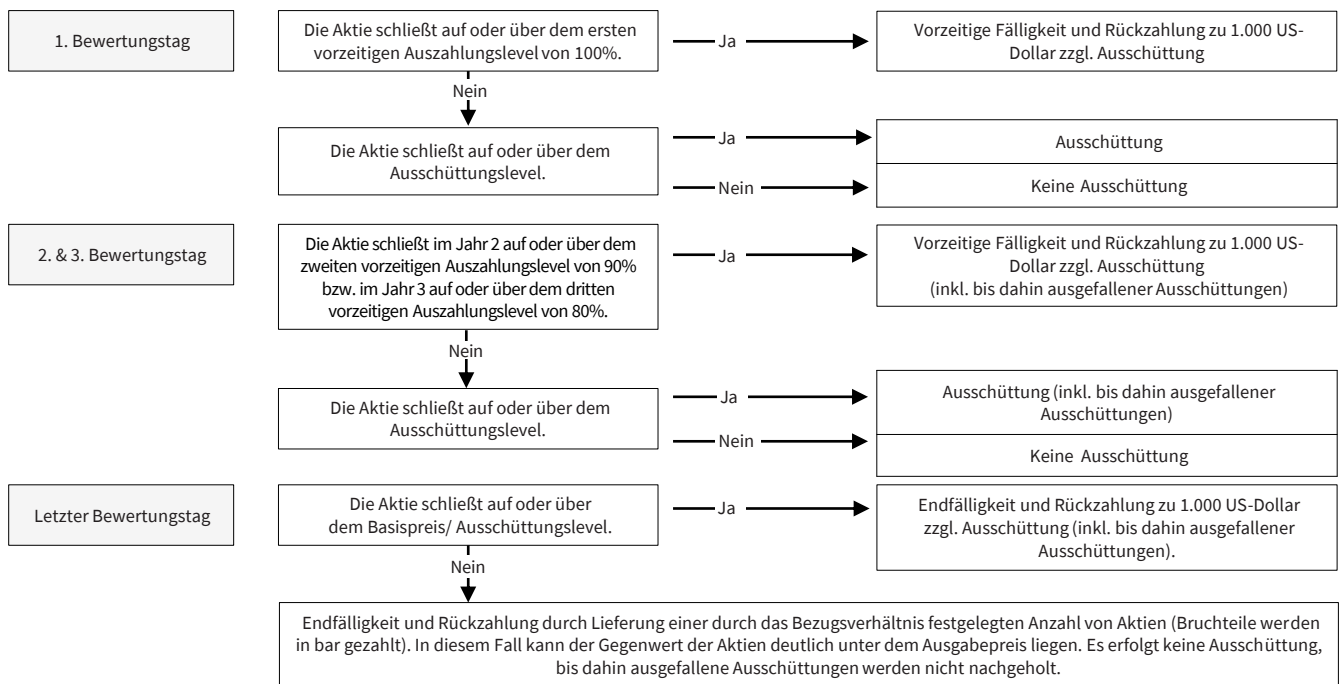 1. Bewertungstag
Die Aktie schließt auf oder über dem ersten
vorzeitigen Auszahlungslevel von 100%.
Ja
Vorzeitige Fälligkeit und Rückzahlung zu 1.000 US-
Dollar zzgl. Ausschüttung
Nein
Die Aktie schließt auf oder über dem
Ausschüttungslevel.
Ja
Ausschüttung
Nein
Keine Ausschüttung
2. & 3. Bewertungstag
Die Aktie schließt im Jahr 2 auf oder über dem
zweiten vorzeitigen Auszahlungslevel von 90%
bzw. im Jahr 3 auf oder über dem dritten
vorzeitigen Auszahlungslevel von 80%.
Ja
Vorzeitige Fälligkeit und Rückzahlung zu 1.000 US-
Dollar zzgl. Ausschüttung
(inkl. bis dahin ausgefallener Ausschüttungen)
Nein
Die Aktie schließt auf oder über dem
Ausschüttungslevel.
Ja
Ausschüttung (inkl. bis dahin ausgefallener
Ausschüttungen)
Nein
Keine Ausschüttung
Letzter Bewertungstag
Die Aktie schließt auf oder über
dem Basispreis/ Ausschüttungslevel.
Ja
Endfälligkeit und Rückzahlung zu 1.000 US-Dollar
zzgl. Ausschüttung (inkl. bis dahin ausgefallener
Ausschüttungen).
Nein
Endfälligkeit und Rückzahlung durch Lieferung einer durch das Bezugsverhältnis festgelegten Anzahl von Aktien (Bruchteile werden
in bar gezahlt). In diesem Fall kann der Gegenwert der Aktien deutlich unter dem Ausgabepreis liegen. Es erfolgt keine Ausschüttung,
bis dahin ausgefallene Ausschüttungen werden nicht nachgeholt.